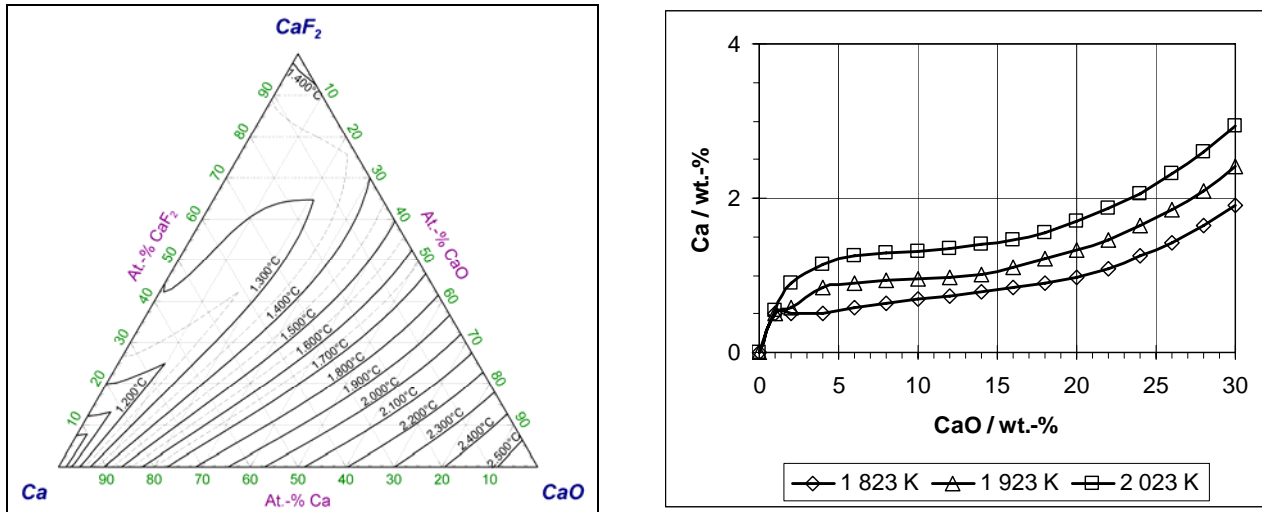 CaF₂
1.400°C
90
80
70
60
50
40
30
20
10
At.-% CaF₂
10
20
30
40
50
60
70
80
90
At.-% CaO
1.200°C
1.300°C
1.400°C
1.500°C
1.600°C
1.700°C
1.800°C
1.900°C
2.000°C
2.100°C
2.200°C
2.300°C
2.400°C
2.500°C
90 80 70 60 50 40 30 20 10
Ca
At.-% Ca
CaO
4
2
0
Ca / wt.-%
0 5 10 15 20 25 30
CaO / wt.-%
1 823 K 1 923 K 2 023 K